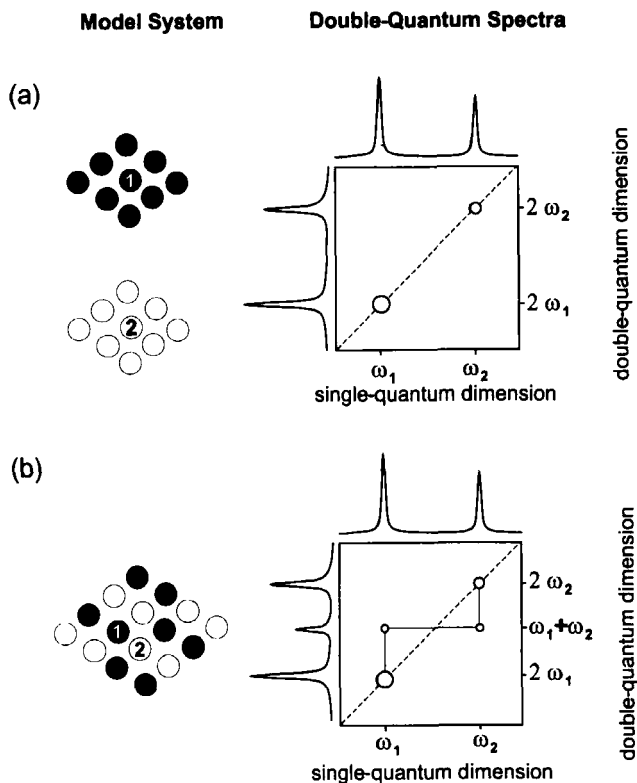 Model System
Double-Quantum Spectra
(a)
1
2
2 ω₂
2 ω₁
ω₁
ω₂
single-quantum dimension
double-quantum dimension
(b)
1
2
2 ω₂
ω₁+ω₂
2 ω₁
ω₁
ω₂
single-quantum dimension
double-quantum dimension